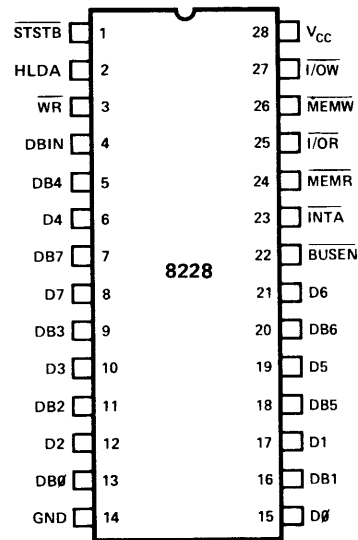 STSTB 1 28 VCC
HLDA 2 27 I/OW
WR 3 26 MEMW
DBIN 4 25 I/OR
DB4 5 24 MEMR
D4 6 23 INTA
DB7 7 22 BUSEN
8228
D7 8 21 D6
DB3 9 20 DB6
D3 10 19 D5
DB2 11 18 DB5
D2 12 17 D1
DBØ 13 16 DB1
GND 14 15 DØ